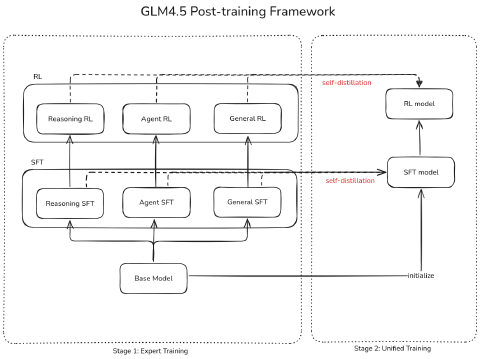 GLM4.5 Post-training Framework
RL
self-distillation
Reasoning RL
Agent RL
General RL
RL model
SFT
self-distillation
Reasoning SFT
Agent SFT
General SFT
SFT model
Base Model
initialize
Stage 1: Expert Training
Stage 2: Unified Training